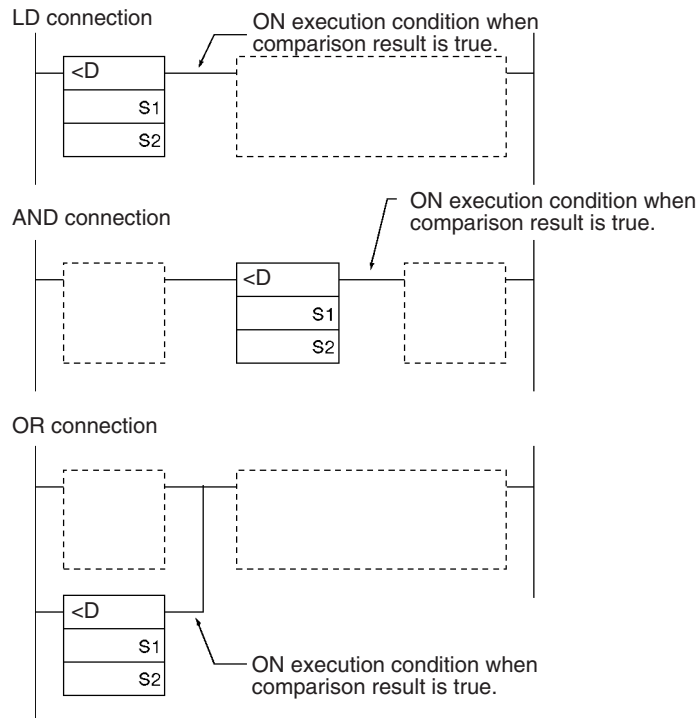 LD connection
ON execution condition when
comparison result is true.
<D
S1
S2
AND connection
ON execution condition when
comparison result is true.
<D
S1
S2
OR connection
<D
S1
S2
ON execution condition when
comparison result is true.